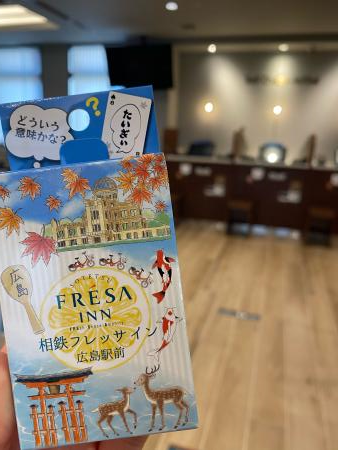 どういう
意味かな?
?
たいぎい〜
広島
SOTETSU
FRESA
INN
相鉄フレッサイン
広島駅前